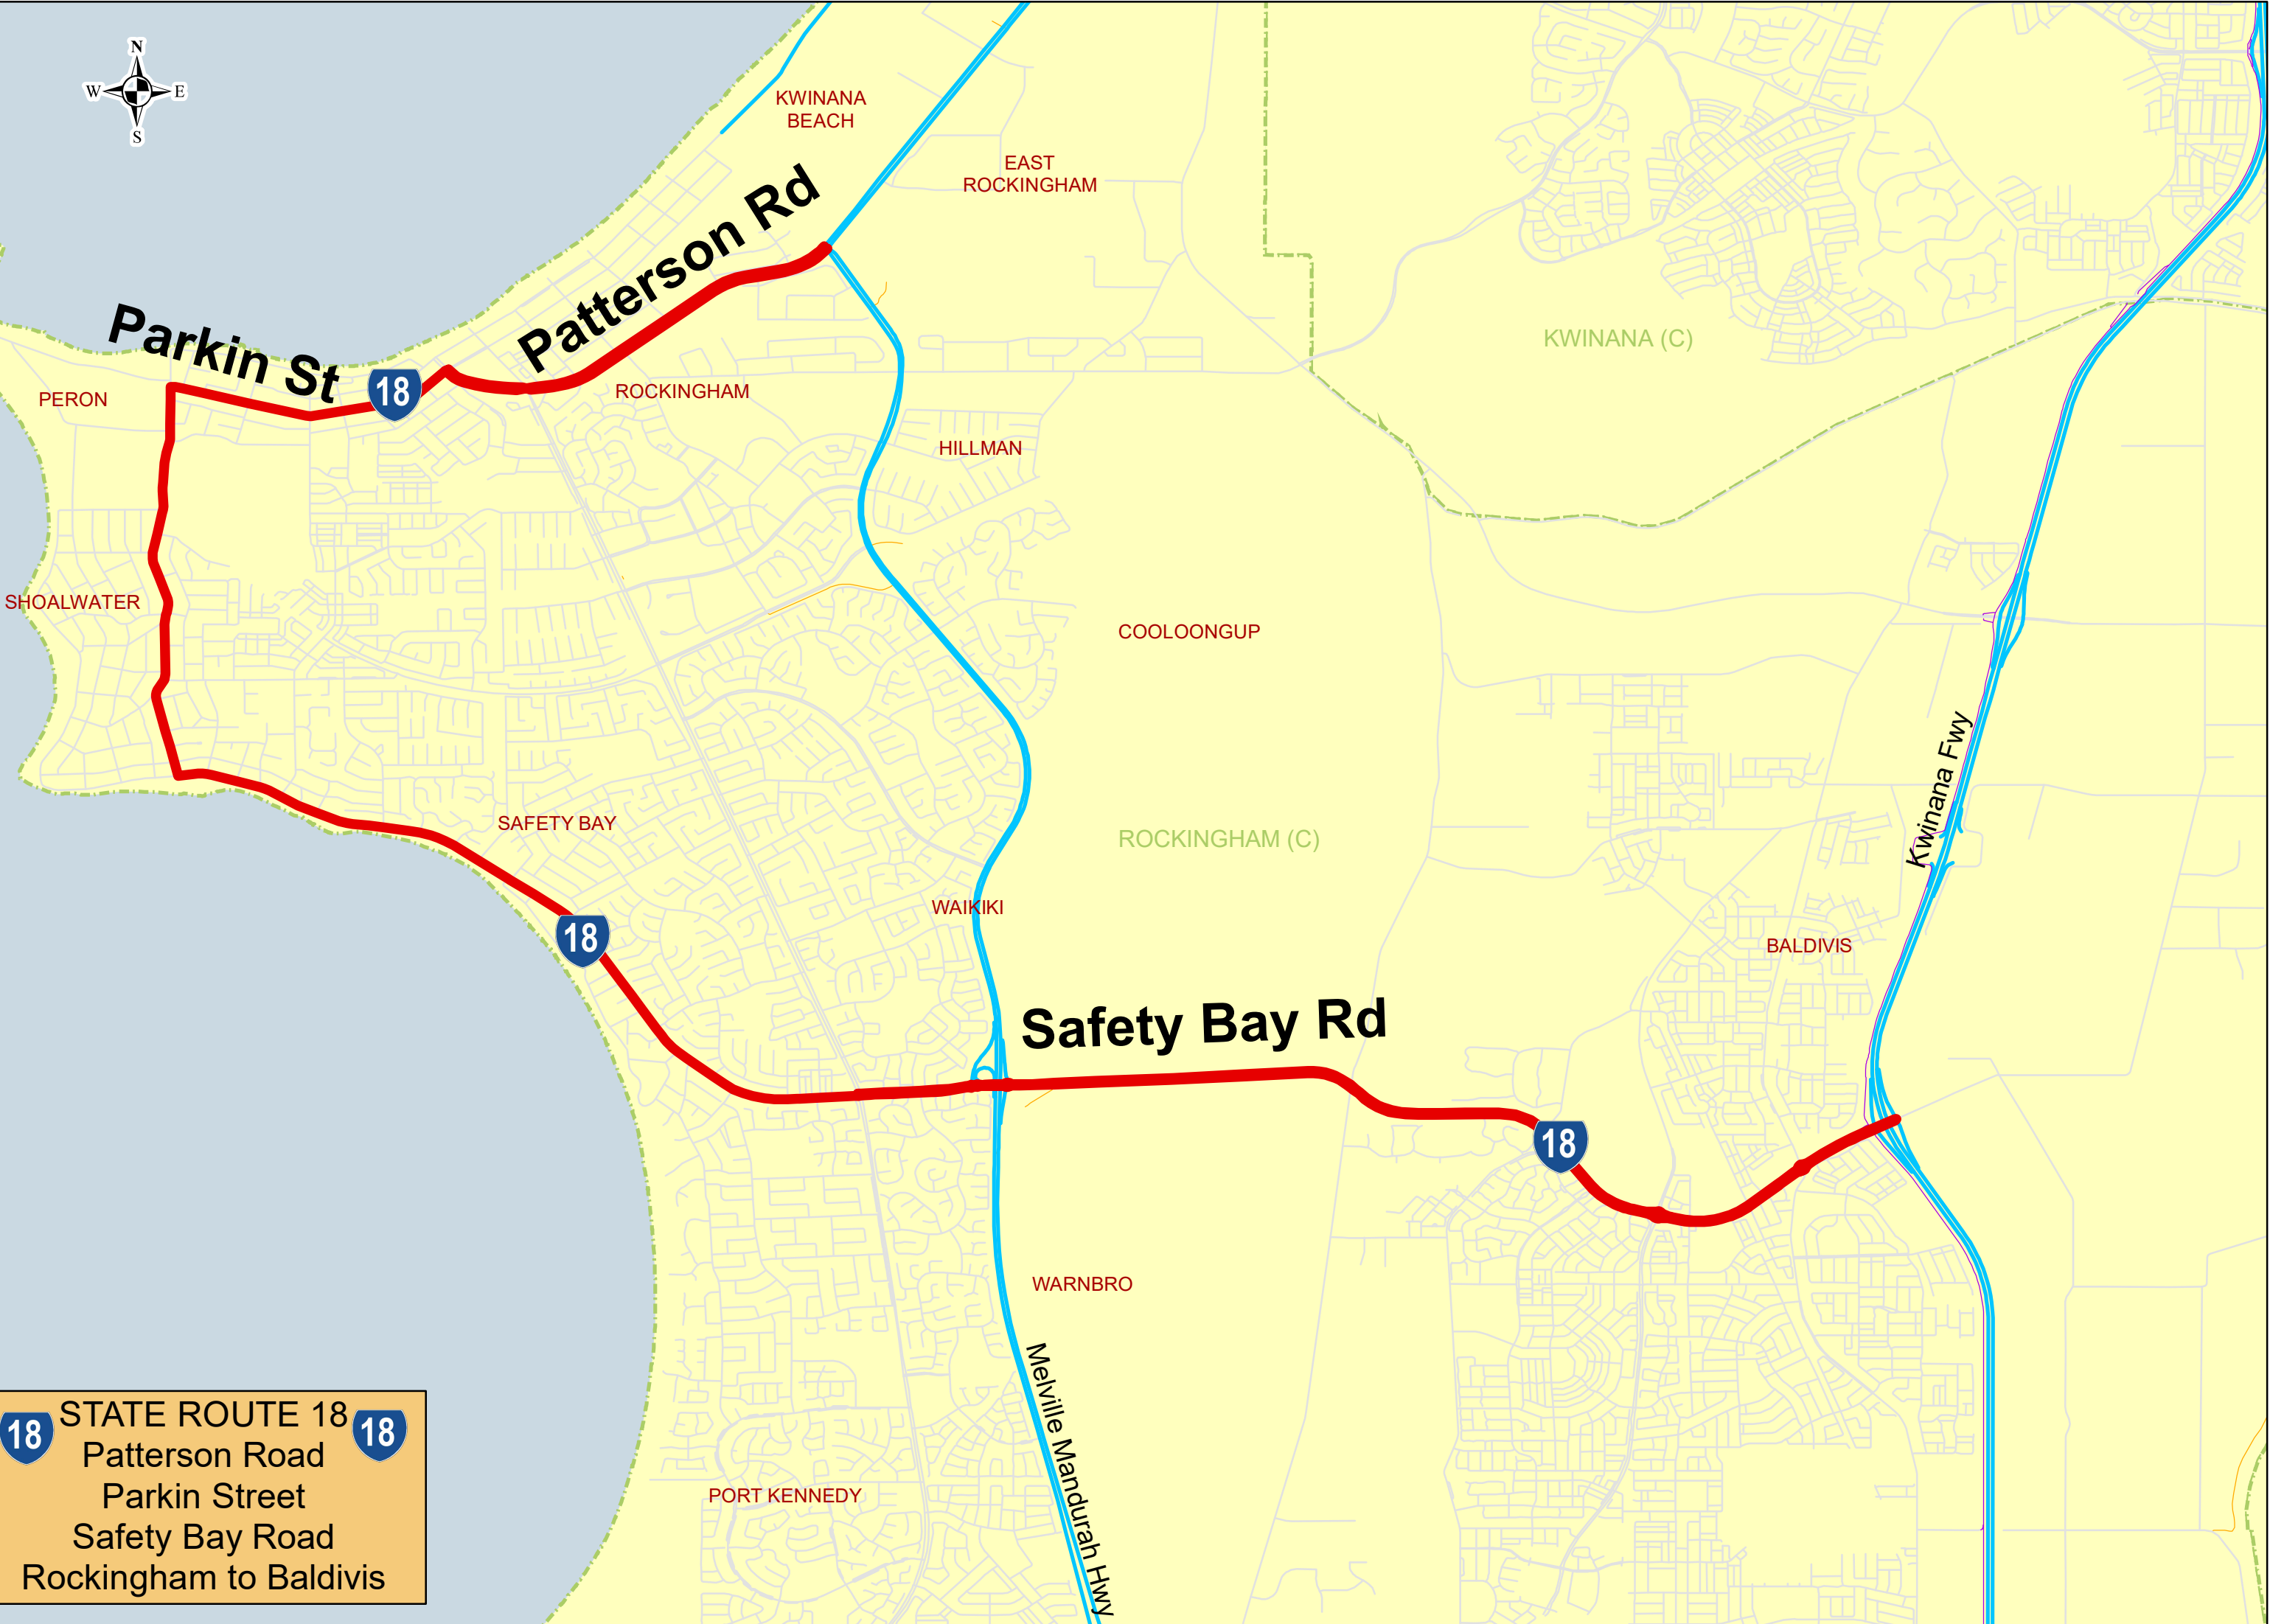 N
W E
S
KWINANA
BEACH
EAST
ROCKINGHAM
Patterson Rd
Parkin St
KWINANA (C)
18
PERON
ROCKINGHAM
HILLMAN
SHOALWATER
COOLOONGUP
Kwinana Fwy
SAFETY BAY
ROCKINGHAM (C)
WAIKIKI
18
BALDIVIS
Safety Bay Rd
18
WARNBRO
Melville Mandurah Hwy
PORT KENNEDY
18 STATE ROUTE 18 18
Patterson Road
Parkin Street
Safety Bay Road
Rockingham to Baldivis